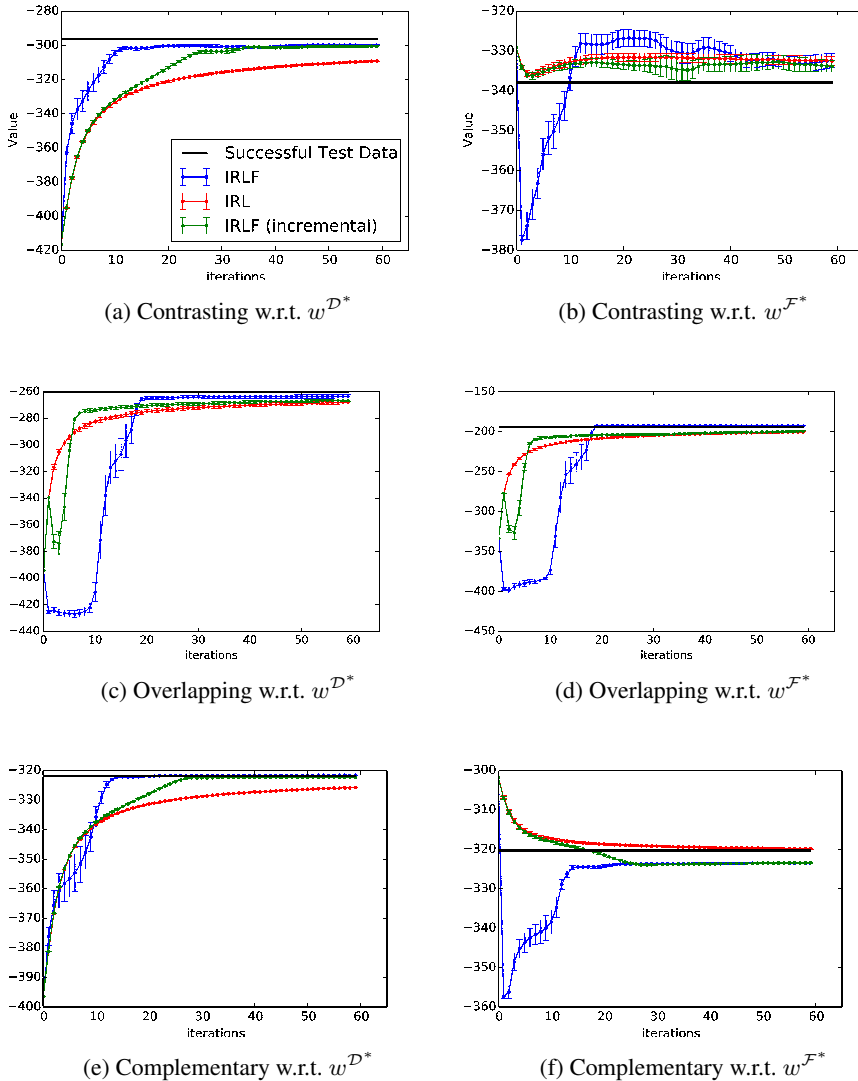 −280
−300
−320
−340
−360
−380
−400
−420
Value
0 10 20 30 40 50 60
iterations
Successful Test Data
IRLF
IRL
IRLF (incremental)
(a) Contrasting w.r.t. w^{D*}
−320
−330
−340
−350
−360
−370
−380
Value
0 10 20 30 40 50 60
iterations
(b) Contrasting w.r.t. w^{F*}
−260
−280
−300
−320
−340
−360
−380
−400
−420
−440
0 10 20 30 40 50 60
iterations
(c) Overlapping w.r.t. w^{D*}
−150
−200
−250
−300
−350
−400
−450
0 10 20 30 40 50 60
iterations
(d) Overlapping w.r.t. w^{F*}
−320
−340
−360
−380
−400
0 10 20 30 40 50 60
iterations
(e) Complementary w.r.t. w^{D*}
−300
−310
−320
−330
−340
−350
−360
0 10 20 30 40 50 60
iterations
(f) Complementary w.r.t. w^{F*}